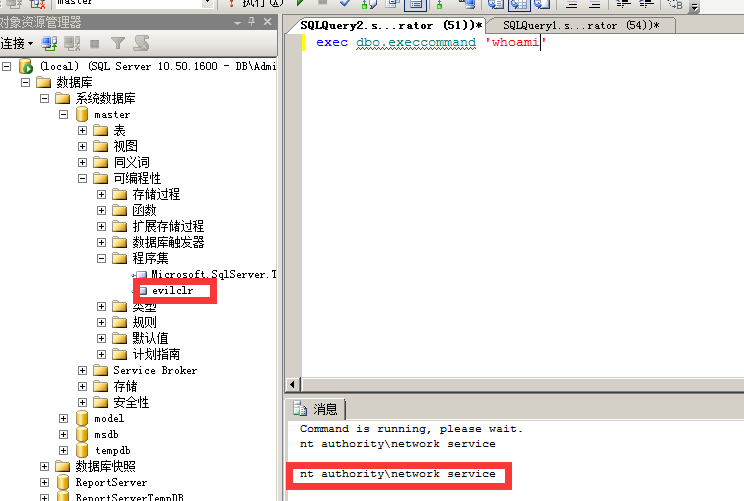 master
执行(X)
对象资源管理器
连接
(local) (SQL Server 10.50.1600 - DB\Admi
数据库
系统数据库
master
表
视图
同义词
可编程性
存储过程
函数
扩展存储过程
数据库触发器
程序集
Microsoft.SqlServer.T
evilclr
类型
规则
默认值
计划指南
Service Broker
存储
安全性
model
msdb
tempdb
数据库快照
ReportServer
ReportServerTempDB
SQLQuery2.s...rator (51))*
SQLQuery1.s...rator (54))*
exec dbo.execcommand 'whoami'
消息
Command is running, please wait.
nt authority\network service
nt authority\network service